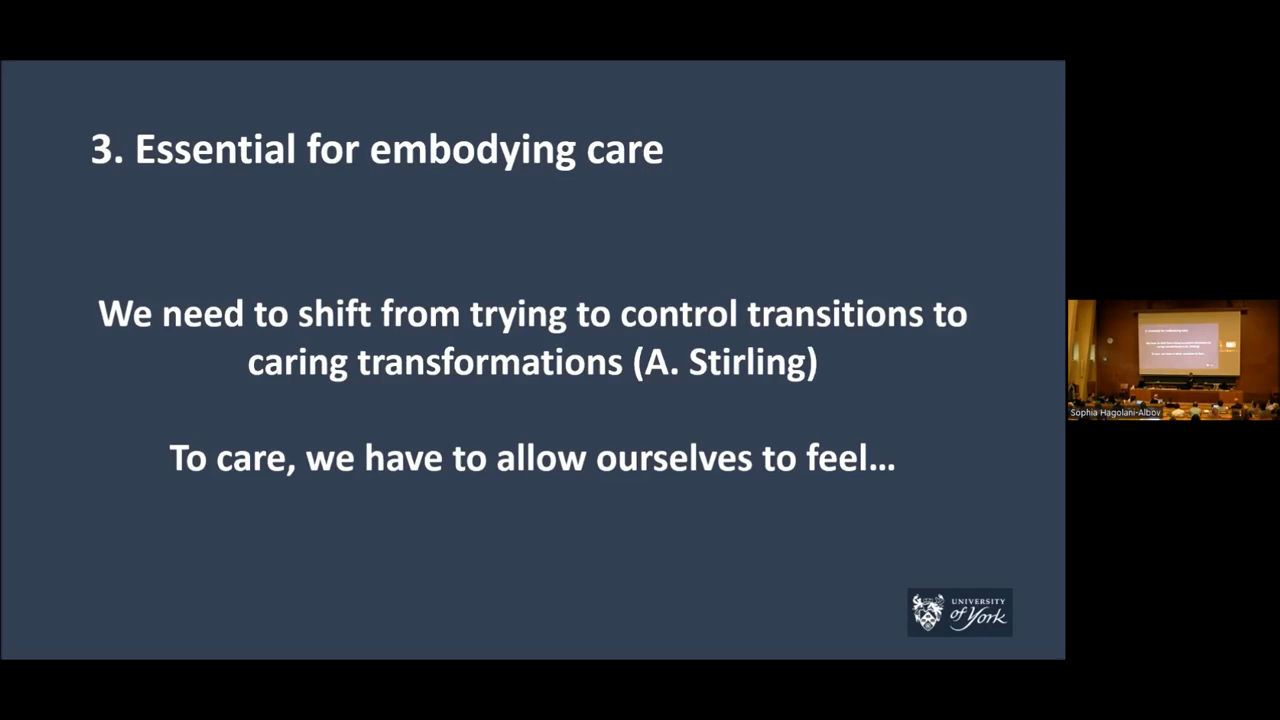 3. Essential for embodying care
We need to shift from trying to control transitions to
caring transformations (A. Stirling)
To care, we have to allow ourselves to feel...
UNIVERSITY
of York
Sophia Hagolani-Albov